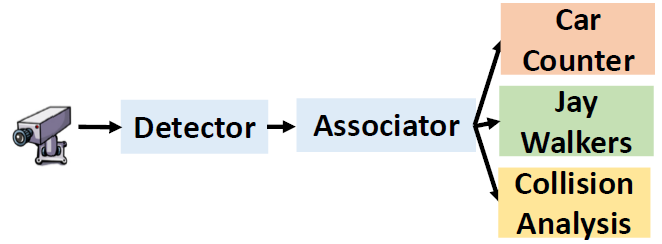 Detector
Associator
Car
Counter
Jay
Walkers
Collision
Analysis